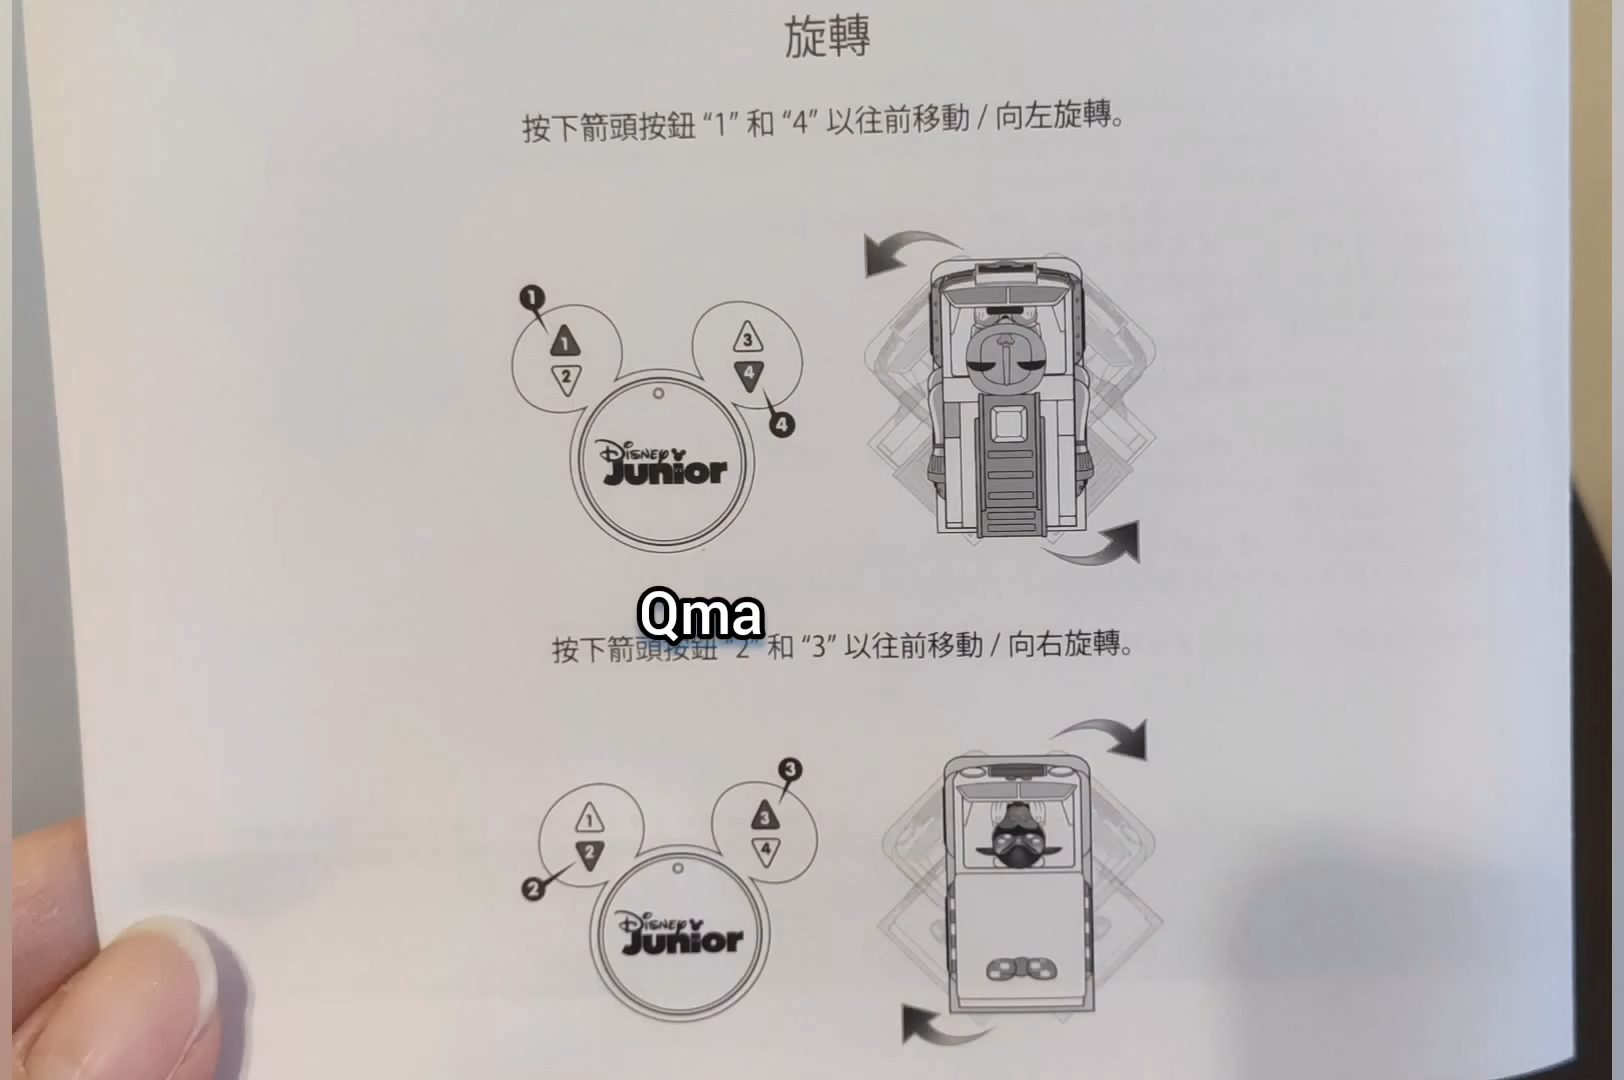 旋轉
按下箭頭按鈕 “1” 和 “4” 以往前移動 / 向左旋轉。
1
1
2
3
4
4
Disney
Junior
Qma
按下箭頭按鈕 “2” 和 “3” 以往前移動 / 向右旋轉。
3
1
2
3
4
2
Disney
Junior